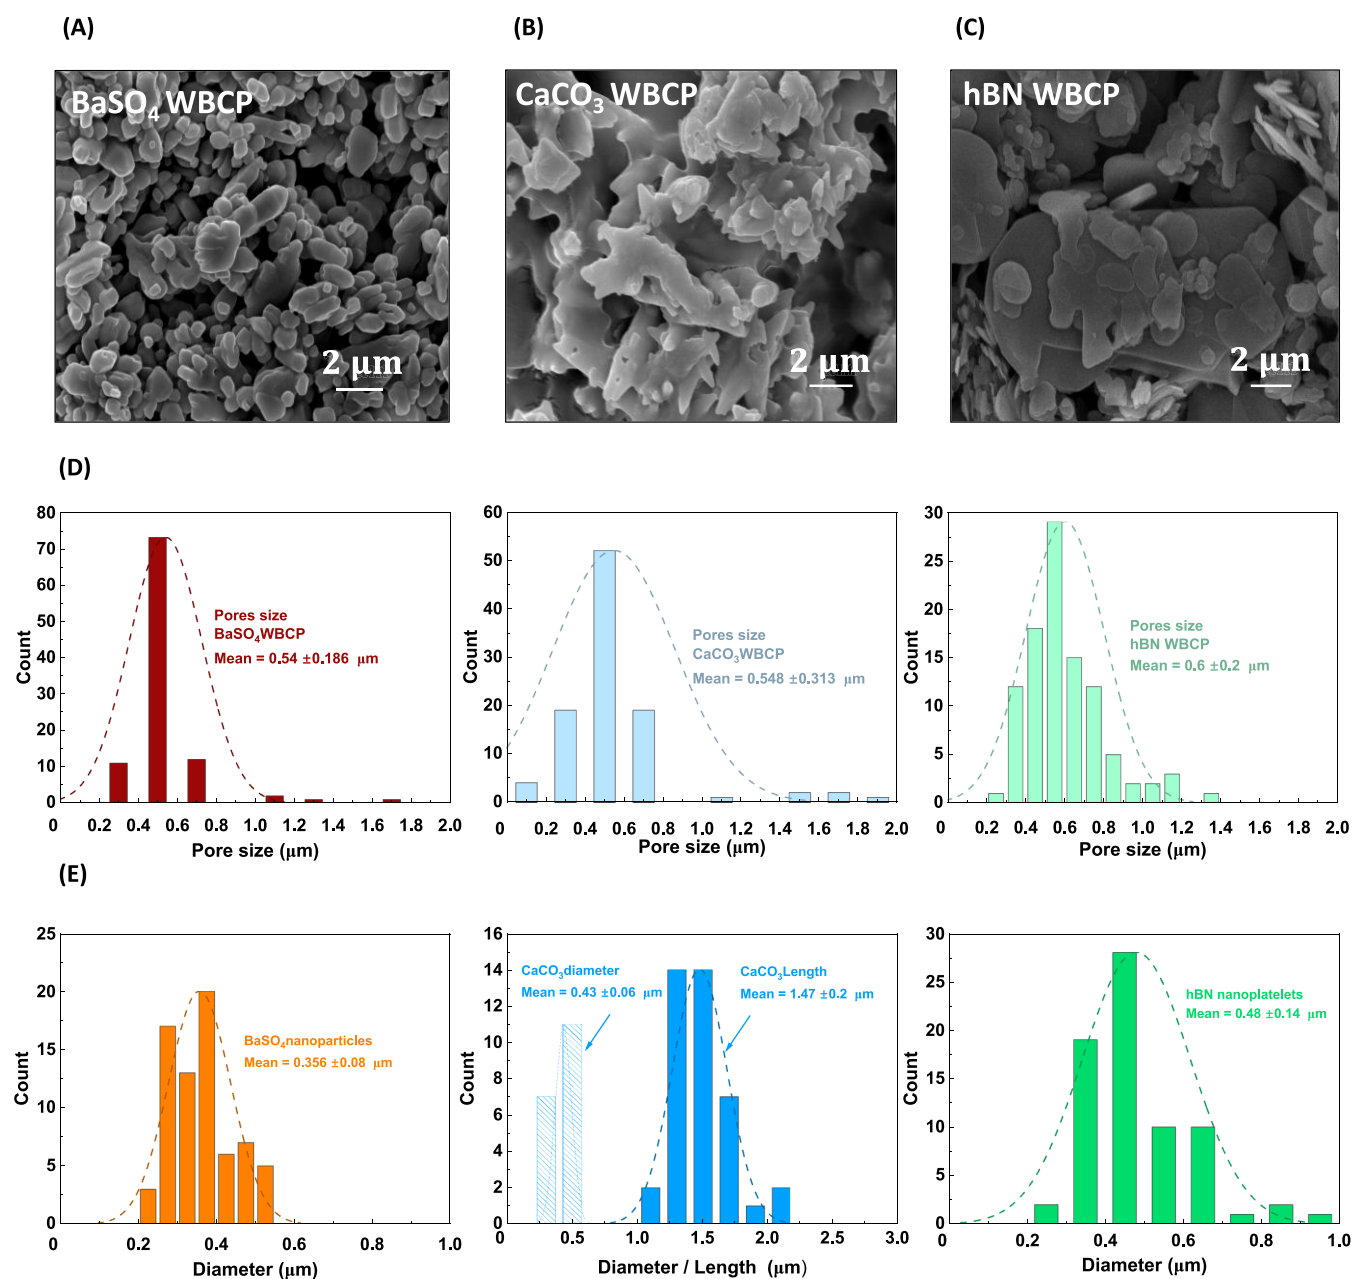 (A)
(B)
(C)
BaSO4 WBCP
CaCO3 WBCP
hBN WBCP
2 μm
2 μm
2 μm
(D)
80
70
60
50
40
30
20
10
0
Count
Pores size
BaSO4WBCP
Mean = 0.54 ±0.186 μm
0 0.2 0.4 0.6 0.8 1.0 1.2 1.4 1.6 1.8 2.0
Pore size (μm)
60
50
40
30
20
10
0
Count
Pores size
CaCO3WBCP
Mean = 0.548 ±0.313 μm
0 0.2 0.4 0.6 0.8 1.0 1.2 1.4 1.6 1.8 2.0
Pore size (μm)
30
25
20
15
10
5
0
Count
Pores size
hBN WBCP
Mean = 0.6 ±0.2 μm
0 0.2 0.4 0.6 0.8 1.0 1.2 1.4 1.6 1.8 2.0
Pore size (μm)
(E)
25
20
15
10
5
0
Count
BaSO4nanoparticles
Mean = 0.356 ±0.08 μm
0 0.2 0.4 0.6 0.8 1.0
Diameter (μm)
16
14
12
10
8
6
4
2
0
Count
CaCO3diameter
Mean = 0.43 ±0.06 μm
CaCO3Length
Mean = 1.47 ±0.2 μm
0 0.5 1.0 1.5 2.0 3.0
Diameter / Length (μm)
30
25
20
15
10
5
0
Count
hBN nanoplatelets
Mean = 0.48 ±0.14 μm
0 0.2 0.4 0.6 0.8 1.0
Diameter (μm)